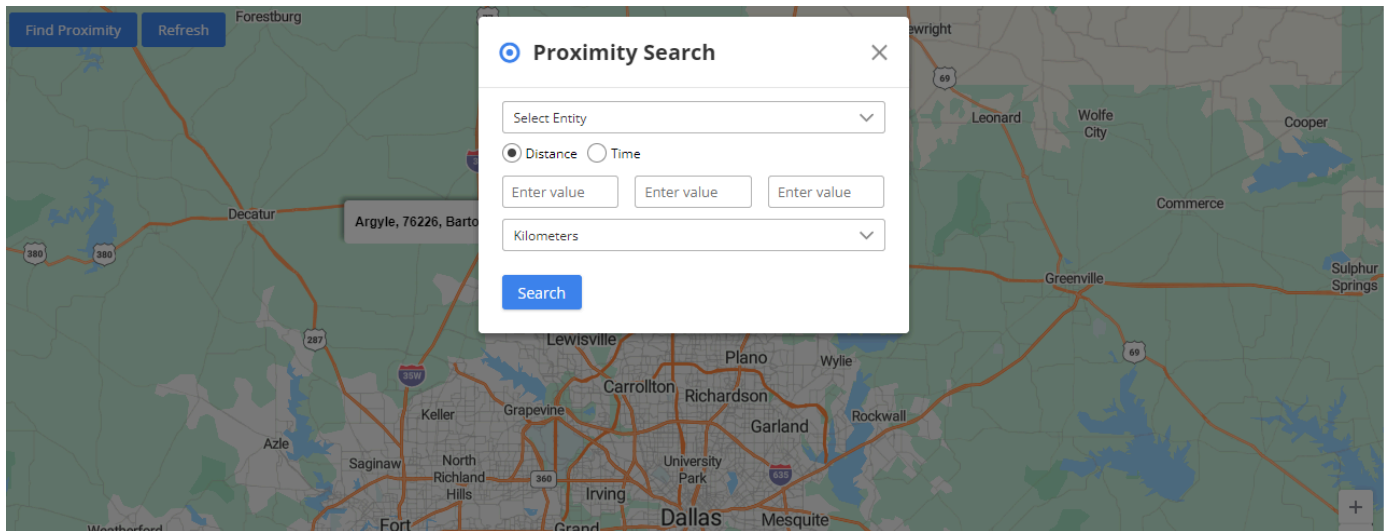 Find Proximity
Refresh
Forestburg
Proximity Search
Select Entity
Distance
Time
Enter value
Enter value
Enter value
Kilometers
Search
69
Leonard
Wolfe
City
Cooper
Commerce
Decatur
Argyle, 76226, Barto
380
380
Greenville
Sulphur
Springs
287
Lewisville
Plano
Wylie
69
35W
Carrollton
Richardson
Keller
Grapevine
Garland
Rockwall
Azle
Saginaw
North
Richland
Hills
360
University
Park
635
Irving
Dallas
Mesquite
Fort
Grand
Weatherford
+